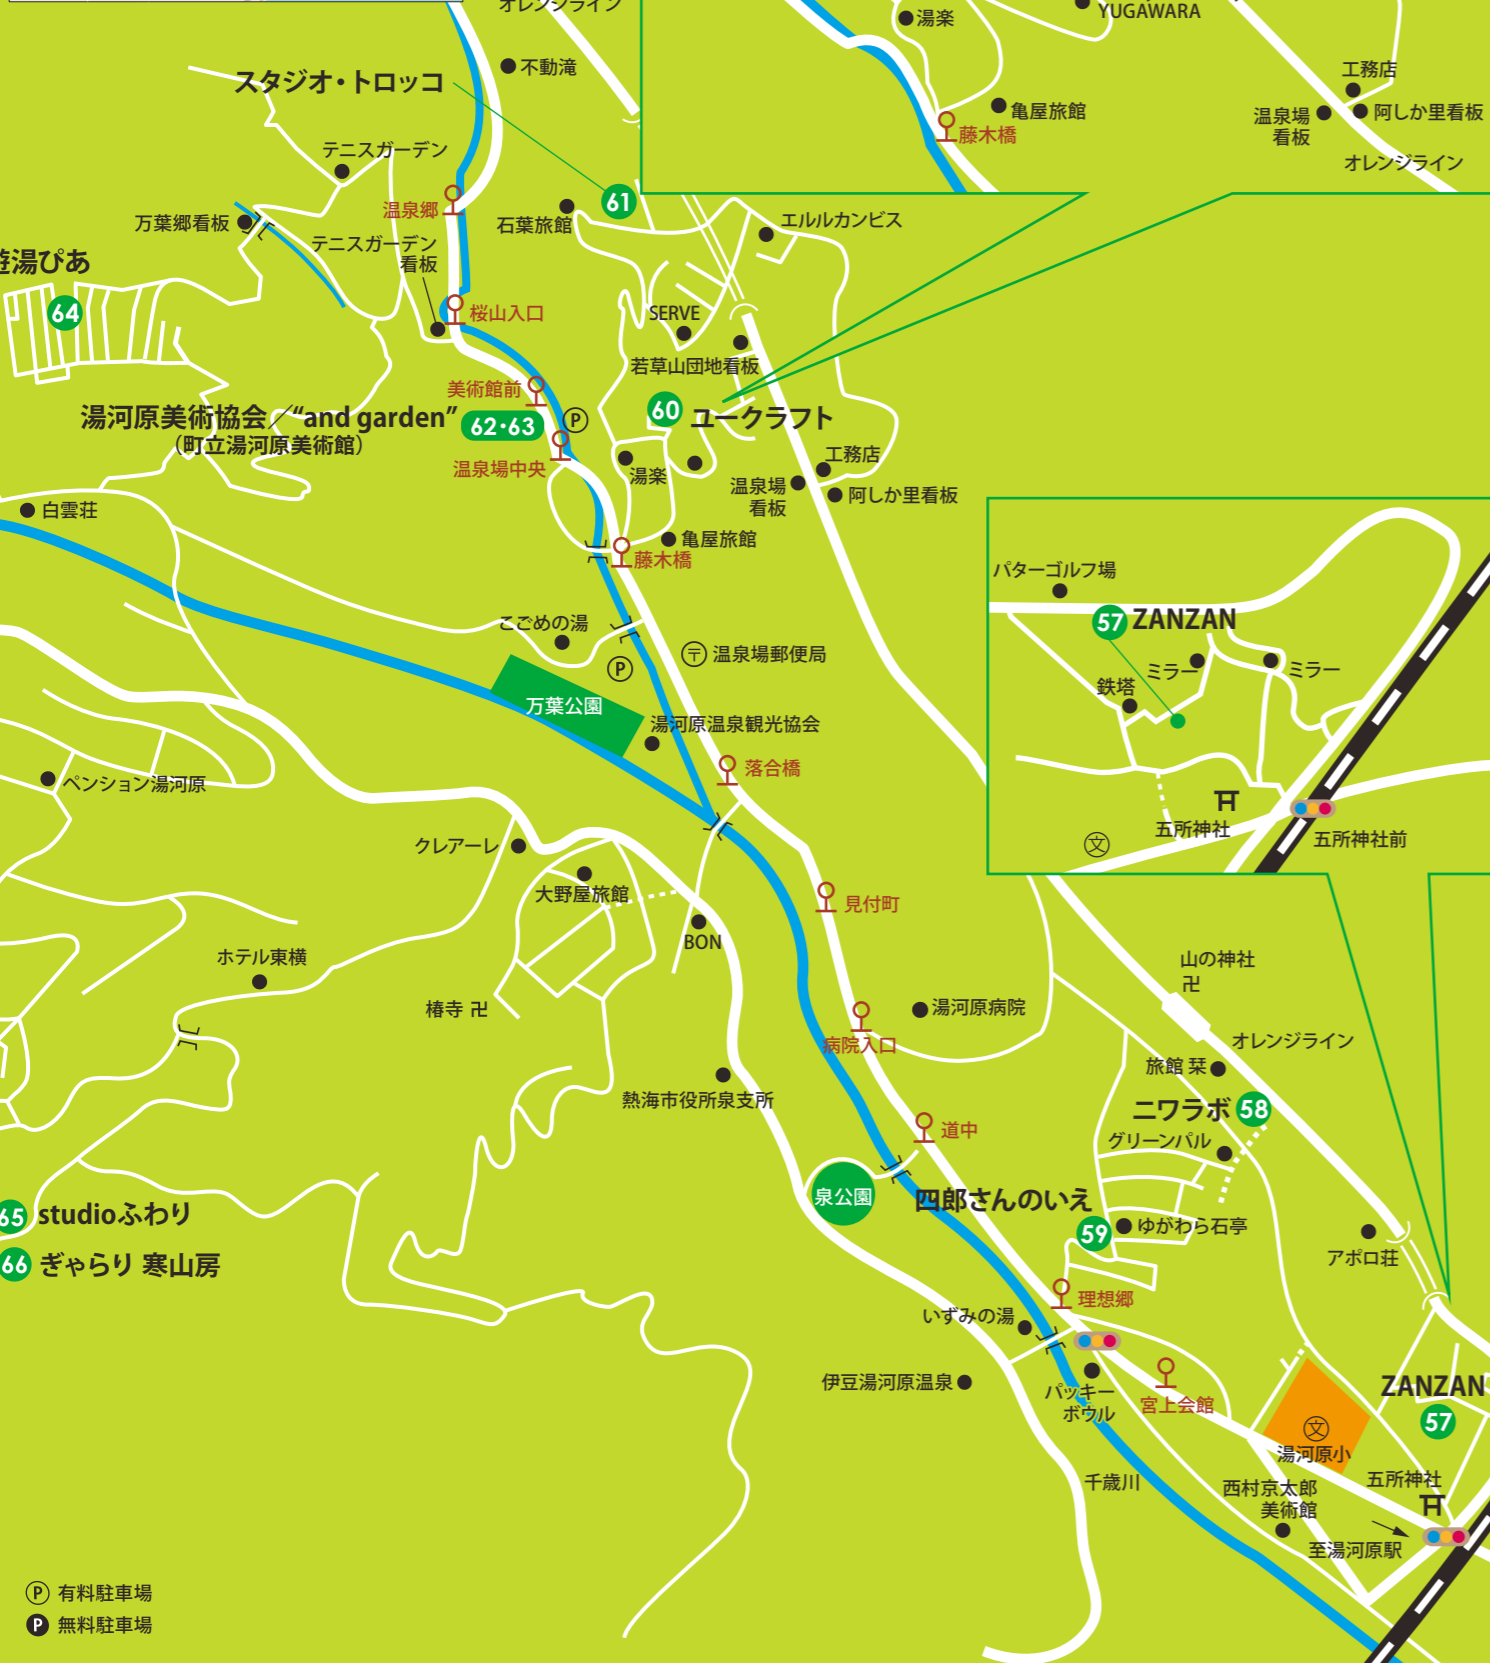 オレンジライン
不動滝
スタジオ・トロッコ
テニスガーデン
温泉郷
万葉郷看板
テニスガーデン
看板
石葉旅館
61
エルルカンビス
遊湯ぴあ
64
桜山入口
SERVE
若草山団地看板
美術館前
湯河原美術協会／“and garden”
（町立湯河原美術館）
62・63
P
温泉場中央
60
ユークラフト
湯楽
工務店
温泉場
看板
阿しか里看板
白雲荘
亀屋旅館
藤木橋
湯楽
YUGAWARA
亀屋旅館
藤木橋
工務店
温泉場
看板
阿しか里看板
オレンジライン
こごめの湯
P
〒
温泉場郵便局
万葉公園
湯河原温泉観光協会
落合橋
ペンション湯河原
クレアーレ
大野屋旅館
BON
見付町
ホテル東横
椿寺 卍
湯河原病院
病院入口
熱海市役所泉支所
道中
パターゴルフ場
57
ZANZAN
ミラー
ミラー
鉄塔
五所神社
文
五所神社前
山の神社
卍
オレンジライン
旅館 栞
ニワラボ
58
グリーンパル
泉公園
四郎さんのいえ
59
ゆがわら石亭
アポロ荘
65
studioふわり
66
ぎゃらり 寒山房
理想郷
いずみの湯
伊豆湯河原温泉
パッキー
ボウル
宮上会館
ZANZAN
57
文
湯河原小
千歳川
西村京太郎
美術館
五所神社
至湯河原駅
P 有料駐車場
P 無料駐車場